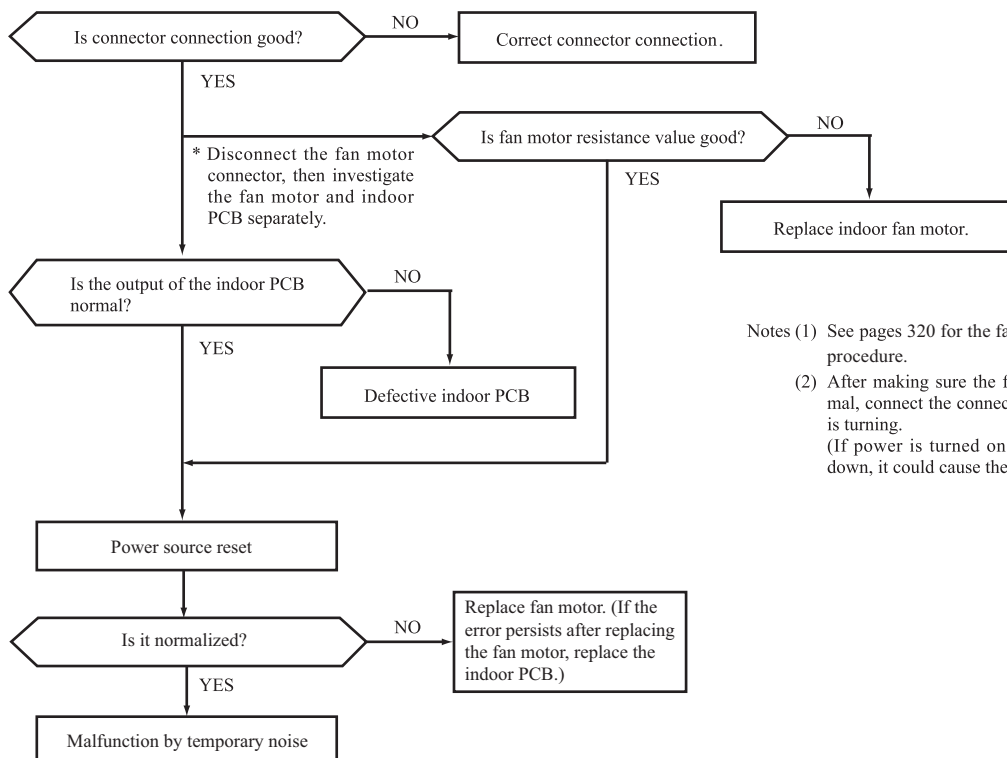 Is connector connection good?
NO
Correct connector connection.
YES
* Disconnect the fan motor
connector, then investigate
the fan motor and indoor
PCB separately.
Is fan motor resistance value good?
NO
YES
Replace indoor fan motor.
Is the output of the indoor PCB
normal?
NO
YES
Defective indoor PCB
Notes (1) See pages 320 for the
procedure.
(2) After making sure the
mal, connect the
is turning.
(If power is turned on
down, it could cause the
Power source reset
Is it normalized?
NO
Replace fan motor. (If the
error persists after replacing
the fan motor, replace the
indoor PCB.)
YES
Malfunction by temporary noise